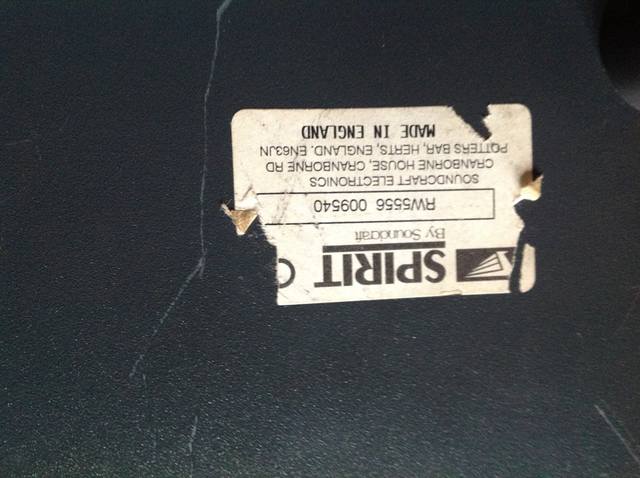 SPIRIT
By Soundcraft
RW5556 009540
SOUNDCRAFT ELECTRONICS
CRANBORNE HOUSE, CRANBORNE RD
POTTERS BAR, HERTS, ENGLAND. EN63JN
MADE IN ENGLAND